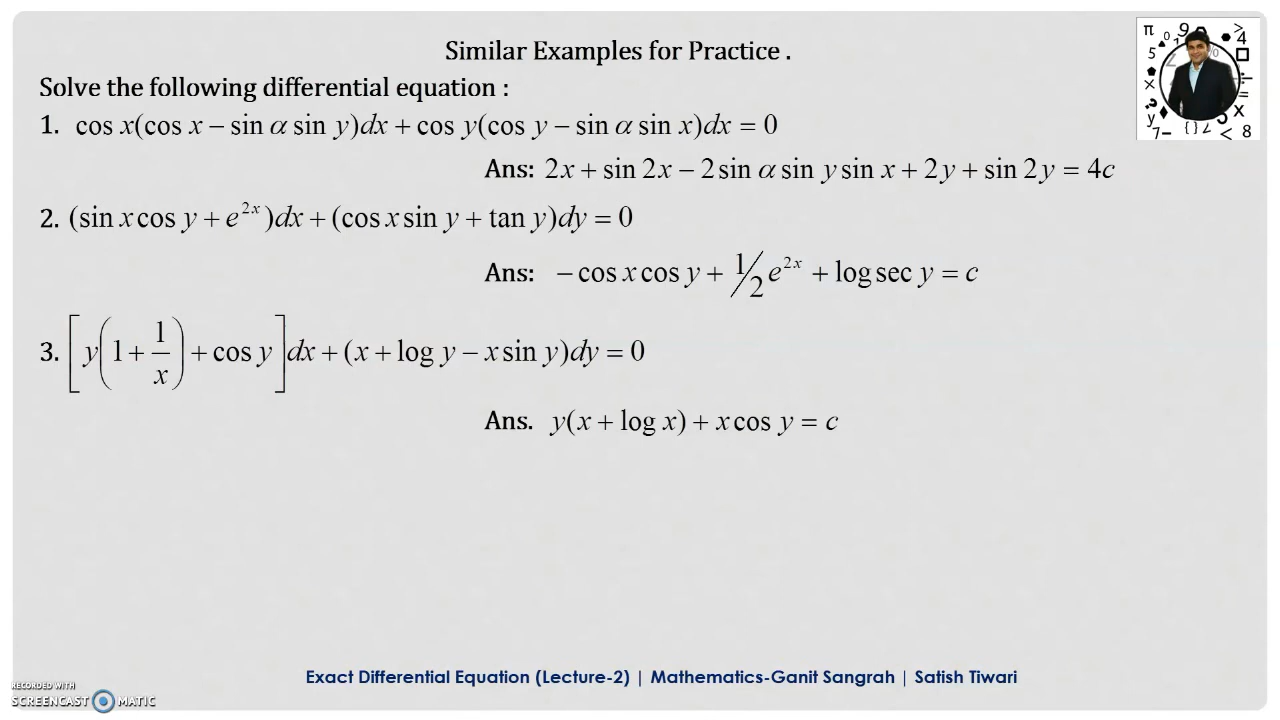 Similar Examples for Practice .
Solve the following differential equation :
1. cos x(cos x − sin α sin y)dx + cos y(cos y − sin α sin x)dx = 0
Ans: 2x + sin 2x − 2 sin α sin y sin x + 2y + sin 2y = 4c
2. (sin x cos y + e^{2x})dx + (cos x sin y + tan y)dy = 0
Ans: − cos x cos y + 1/2 e^{2x} + log sec y = c
3. [y(1 + 1/x) + cos y]dx + (x + log y − x sin y)dy = 0
Ans. y(x + log x) + x cos y = c
Exact Differential Equation (Lecture-2) | Mathematics-Ganit Sangrah | Satish Tiwari
RECORDED WITH
SCREENCAST MATIC